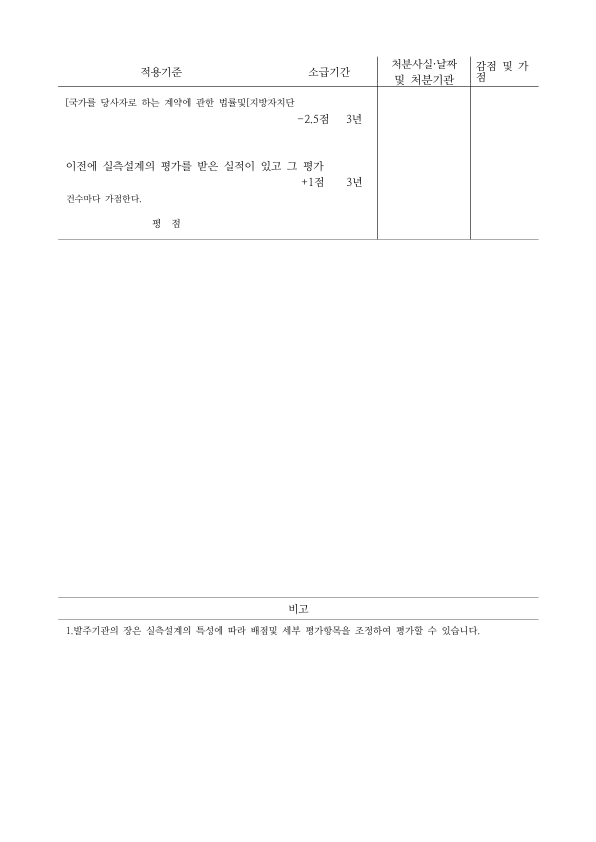 적용기준 소급기간 처분사실·날짜 및 처분기관 감점 및 가점
[국가를 당사자로 하는 계약에 관한 법률및[지방자치단
-2.5점 3년
이전에 실측설계의 평가를 받은 실적이 있고 그 평가
+1점 3년
건수마다 가점한다.
평 점
비고
1.발주기관의 장은 실측설계의 특성에 따라 배점및 세부 평가항목을 조정하여 평가할 수 있습니다.